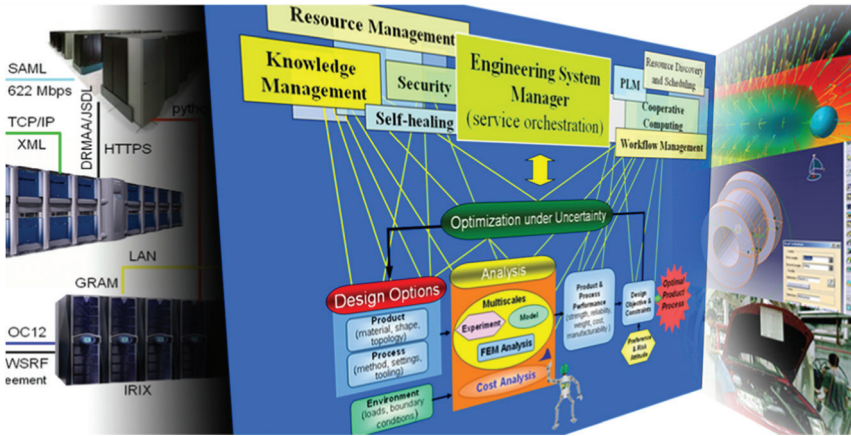 SAML
622 Mbps
TCP/IP
XML
DRMAA/JSDL
HTTPS
python
LAN
GRAM
OC12
WSRF
eement
IRIX
Resource Management
Knowledge
Management
Security
Self-healing
Engineering System
Manager
(service orchestration)
PLM
Resource Discovery
and Scheduling
Cooperative
Computing
Workflow Management
Optimization under Uncertainty
Design Options
Product
(material, shape,
topology)
Process
(method, settings,
tooling)
Environment
(loads, boundary
conditions)
Analysis
Multiscales
Experiment
Model
FEM Analysis
Cost Analysis
Product &
Process
Performance
(strength, reliability,
weight, cost,
manufacturability )
Design
Objective &
Constraints
Preference
& Risk
Attitude
Optimal
Product
Process